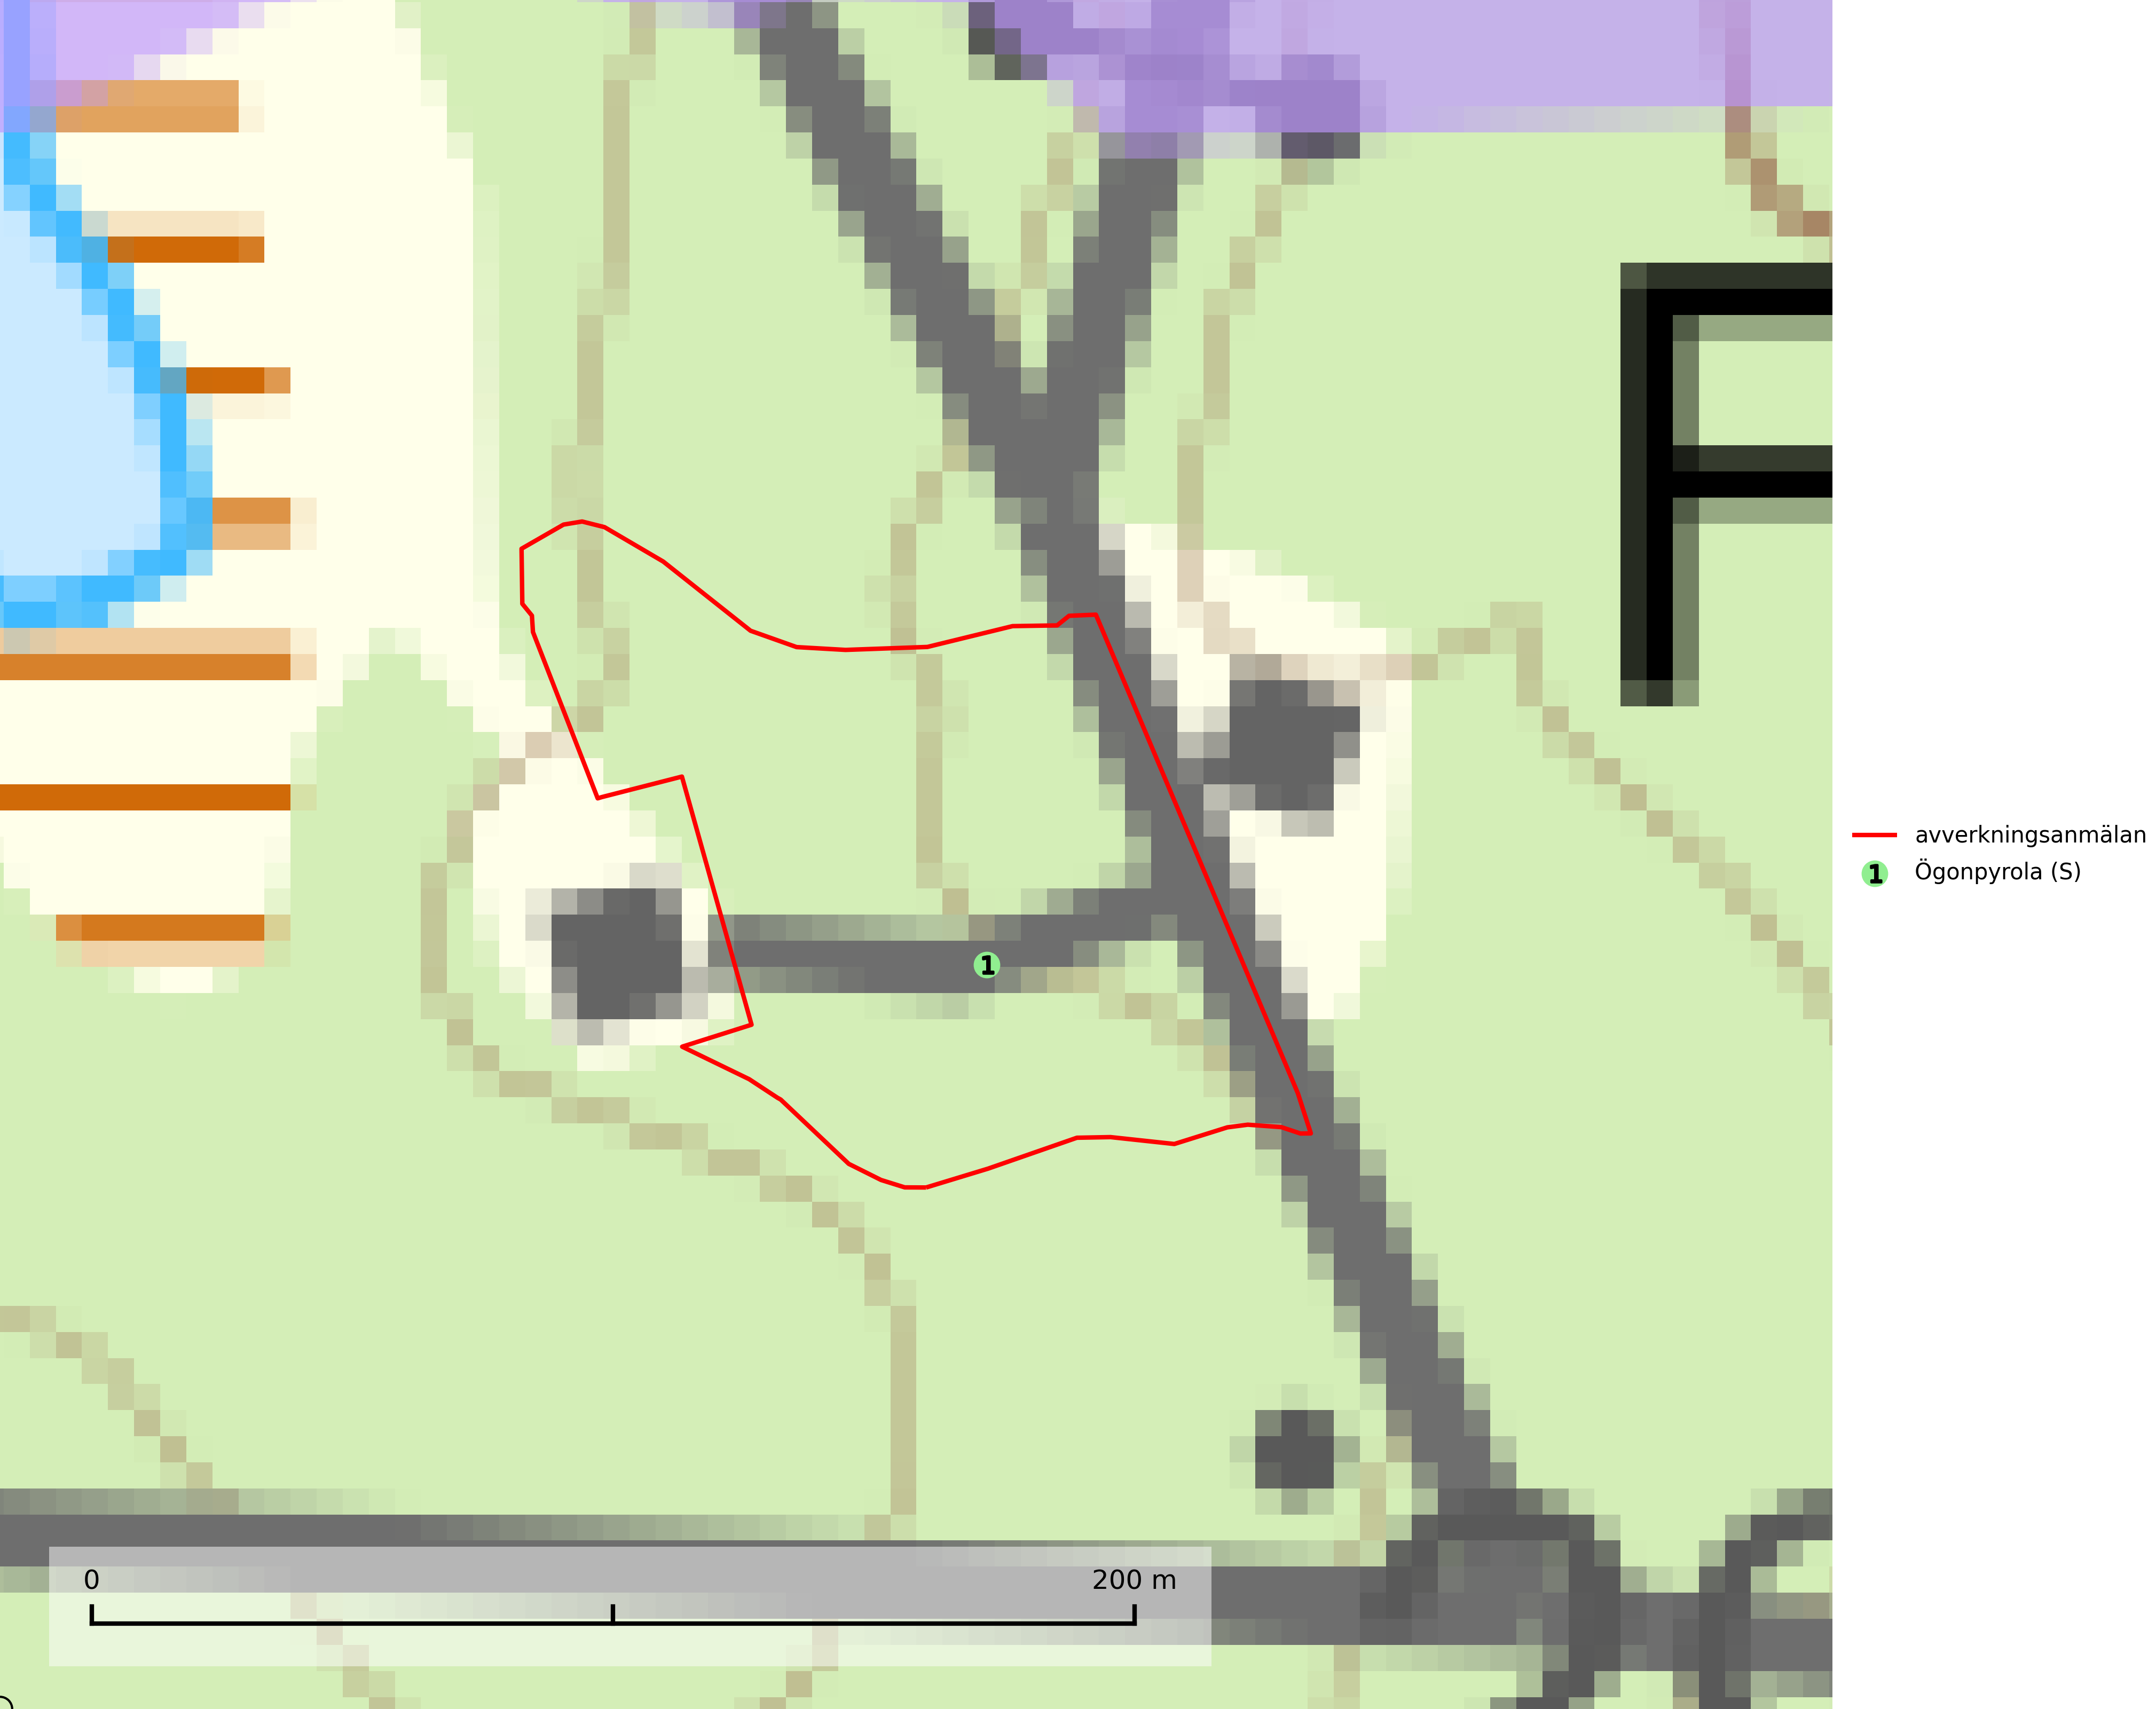 F
1
avverkningsanmälan
1 Ögonpyrola (S)
0 200 m